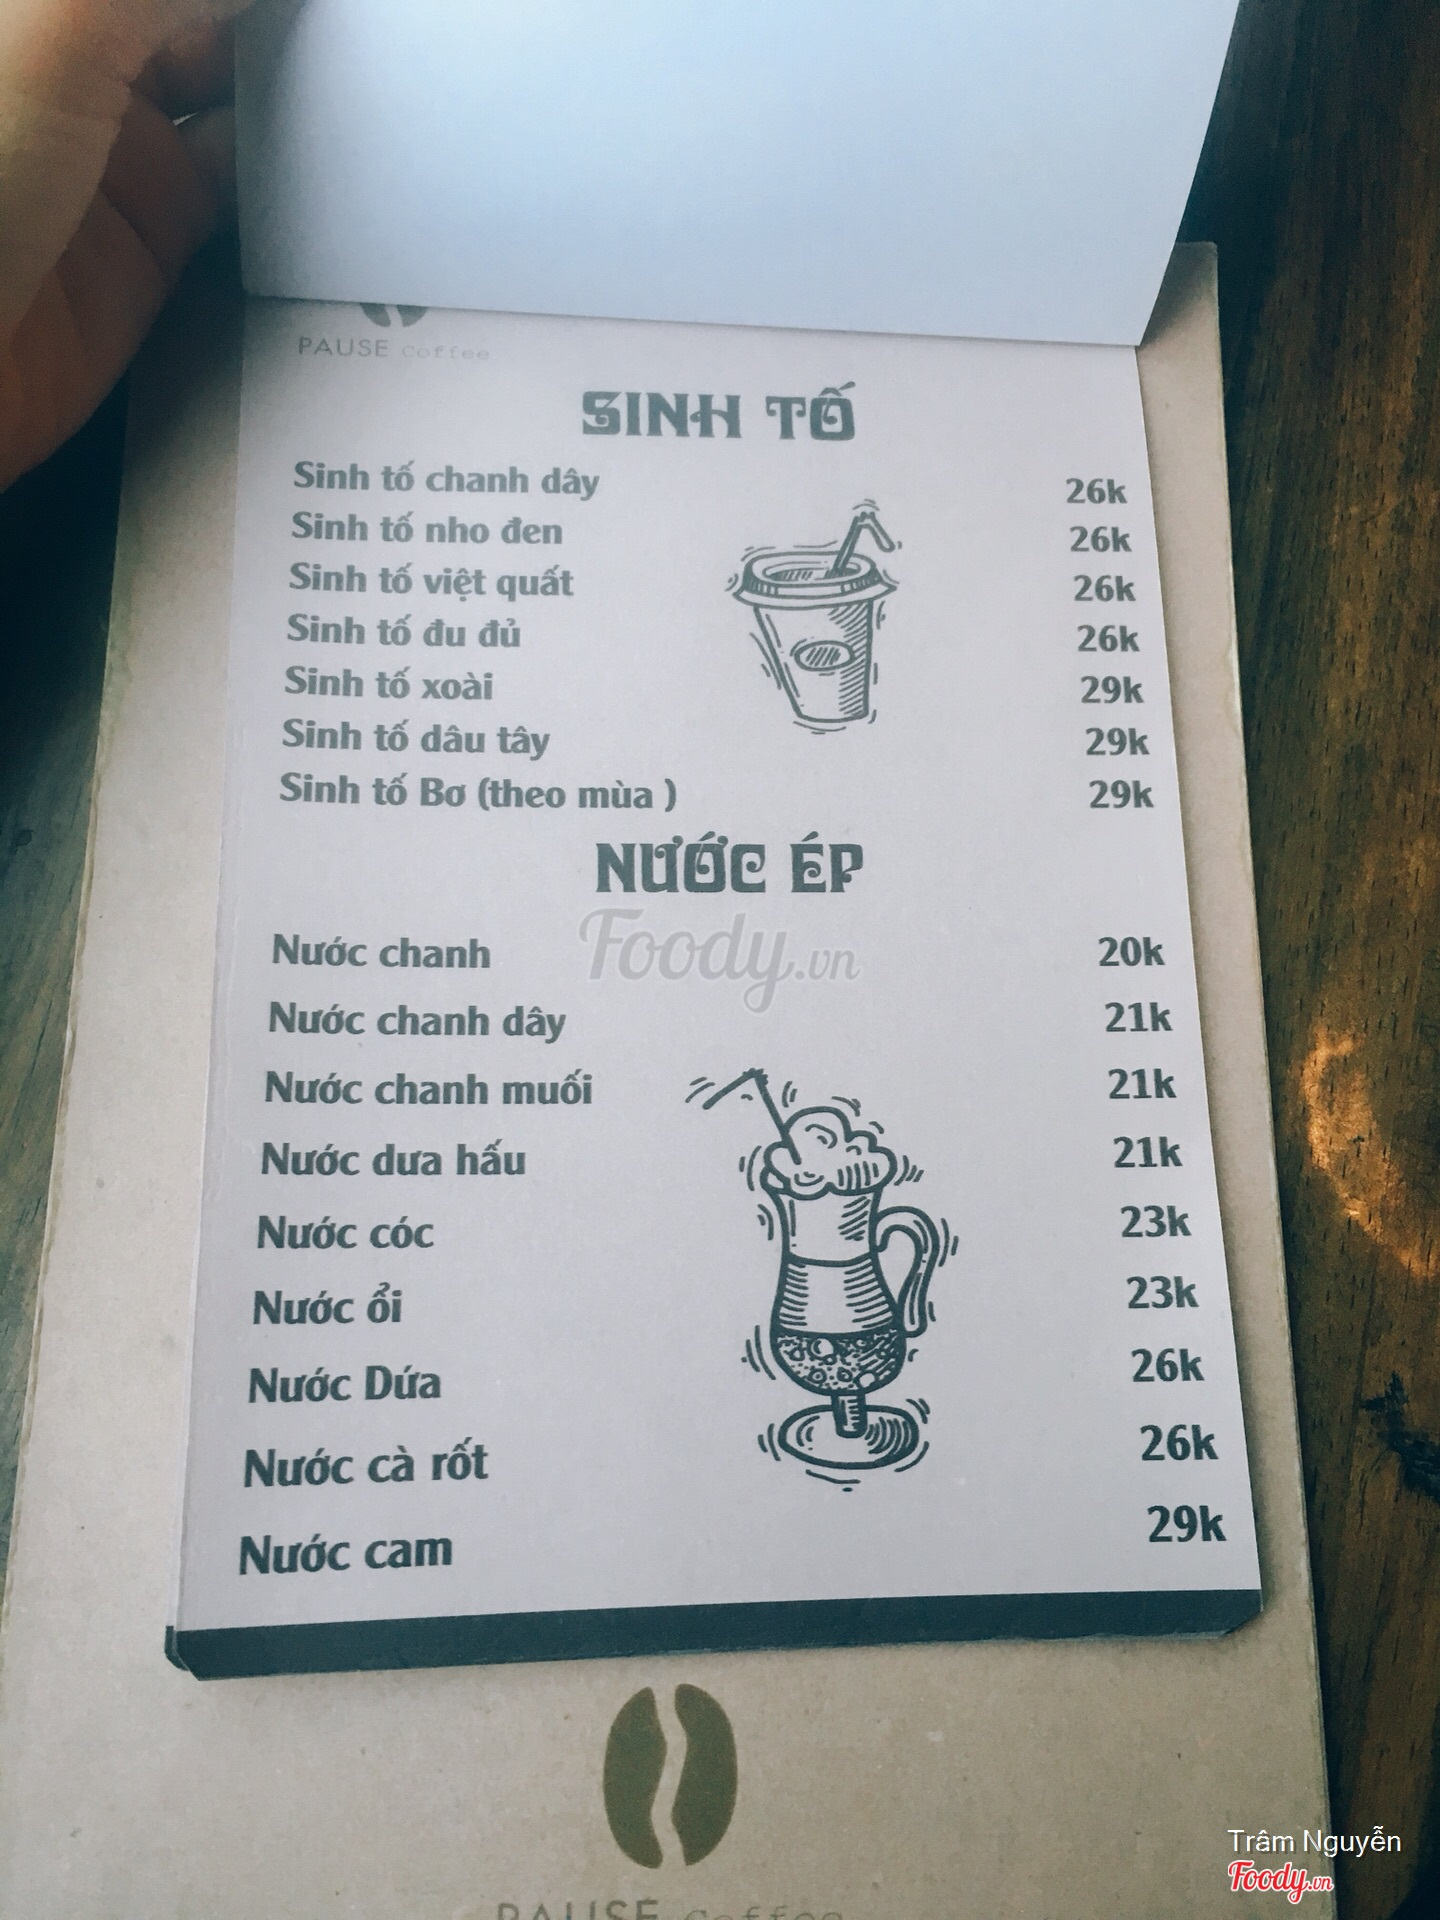 PAUSE Coffee
SINH TỐ
Sinh tố chanh dây 26k
Sinh tố nho đen 26k
Sinh tố việt quất 26k
Sinh tố đu đủ 26k
Sinh tố xoài 29k
Sinh tố dâu tây 29k
Sinh tố Bơ (theo mùa ) 29k
NƯỚC ÉP
Foody.vn
Nước chanh 20k
Nước chanh dây 21k
Nước chanh muối 21k
Nước dưa hấu 21k
Nước cóc 23k
Nước ổi 23k
Nước Dứa 26k
Nước cà rốt 26k
Nước cam 29k
Trâm Nguyễn
Foody.vn
PAUSE Coffee